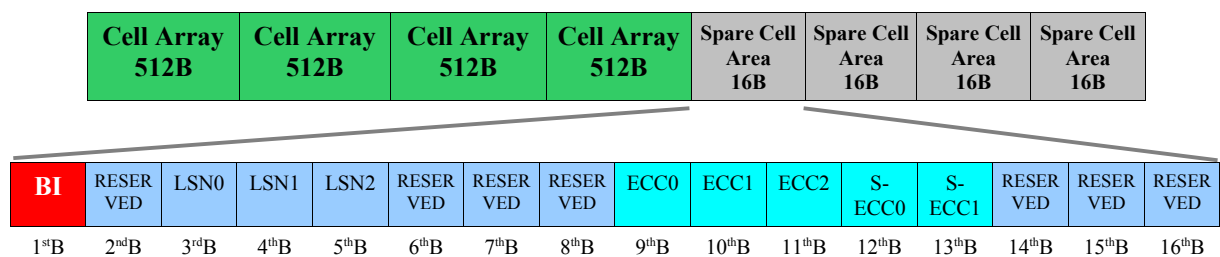 Cell Array Cell Array Cell Array Cell Array Spare Cell Spare Cell Spare Cell Spare Cell
512B 512B 512B 512B Area Area Area Area
16B 16B 16B 16B
BI RESER LSN0 LSN1 LSN2 RESER RESER RESER ECC0 ECC1 ECC2 S- S- RESER RESER RESER
VED VED VED VED ECC0 ECC1 VED VED VED
1stB 2ndB 3rdB 4thB 5thB 6thB 7thB 8thB 9thB 10thB 11thB 12thB 13thB 14thB 15thB 16thB